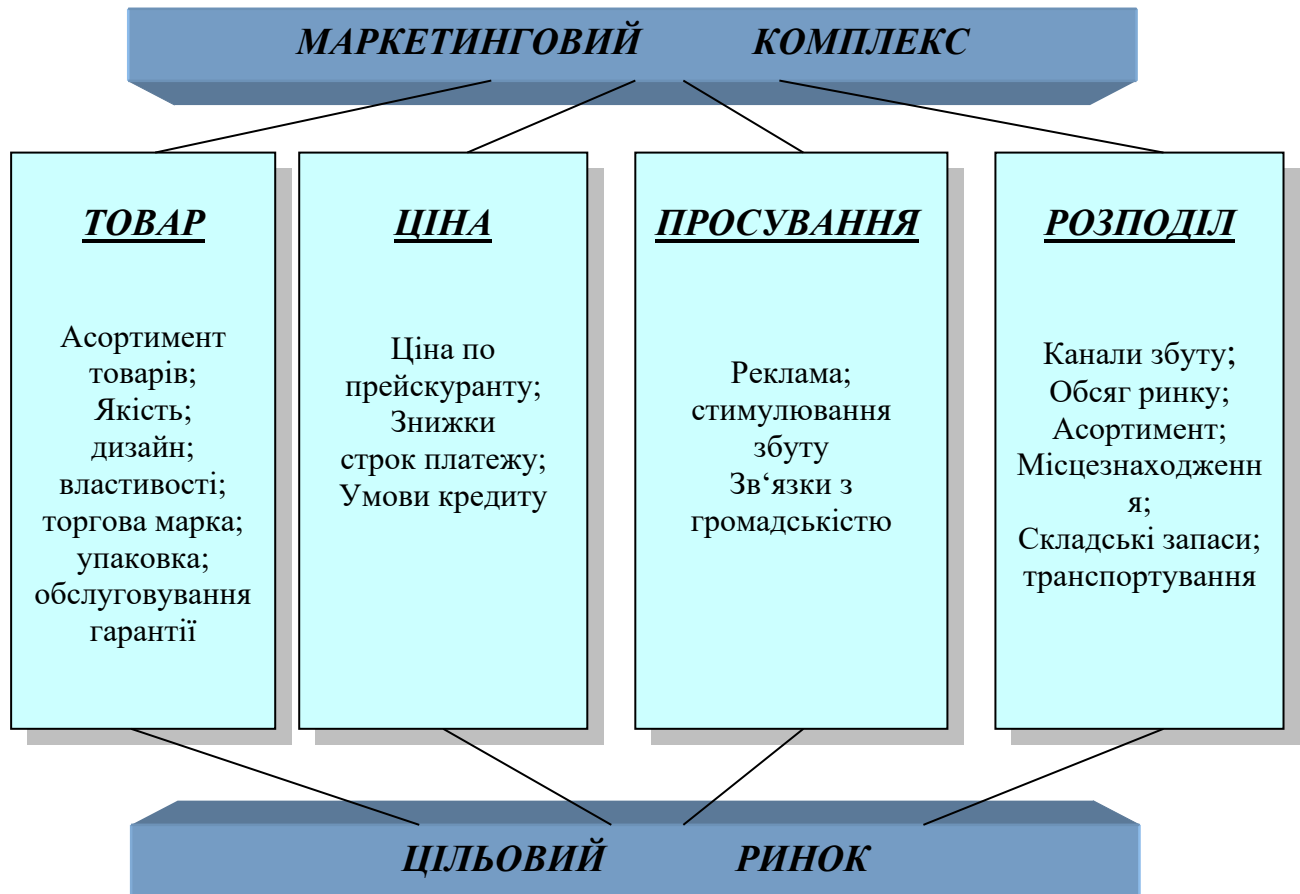 МАРКЕТИНГОВИЙ КОМПЛЕКС
ТОВАР
Асортимент
товарів;
Якість;
дизайн;
властивості;
торгова марка;
упаковка;
обслуговування
гарантії
ЦІНА
Ціна по
прейскуранту;
Знижки
строк платежу;
Умови кредиту
ПРОСУВАННЯ
Реклама;
стимулювання
збуту
Зв‘язки з
громадськістю
РОЗПОДІЛ
Канали збуту;
Обсяг ринку;
Асортимент;
Місцезнаходженн
я;
Складські запаси;
транспортування
ЦІЛЬОВИЙ РИНОК